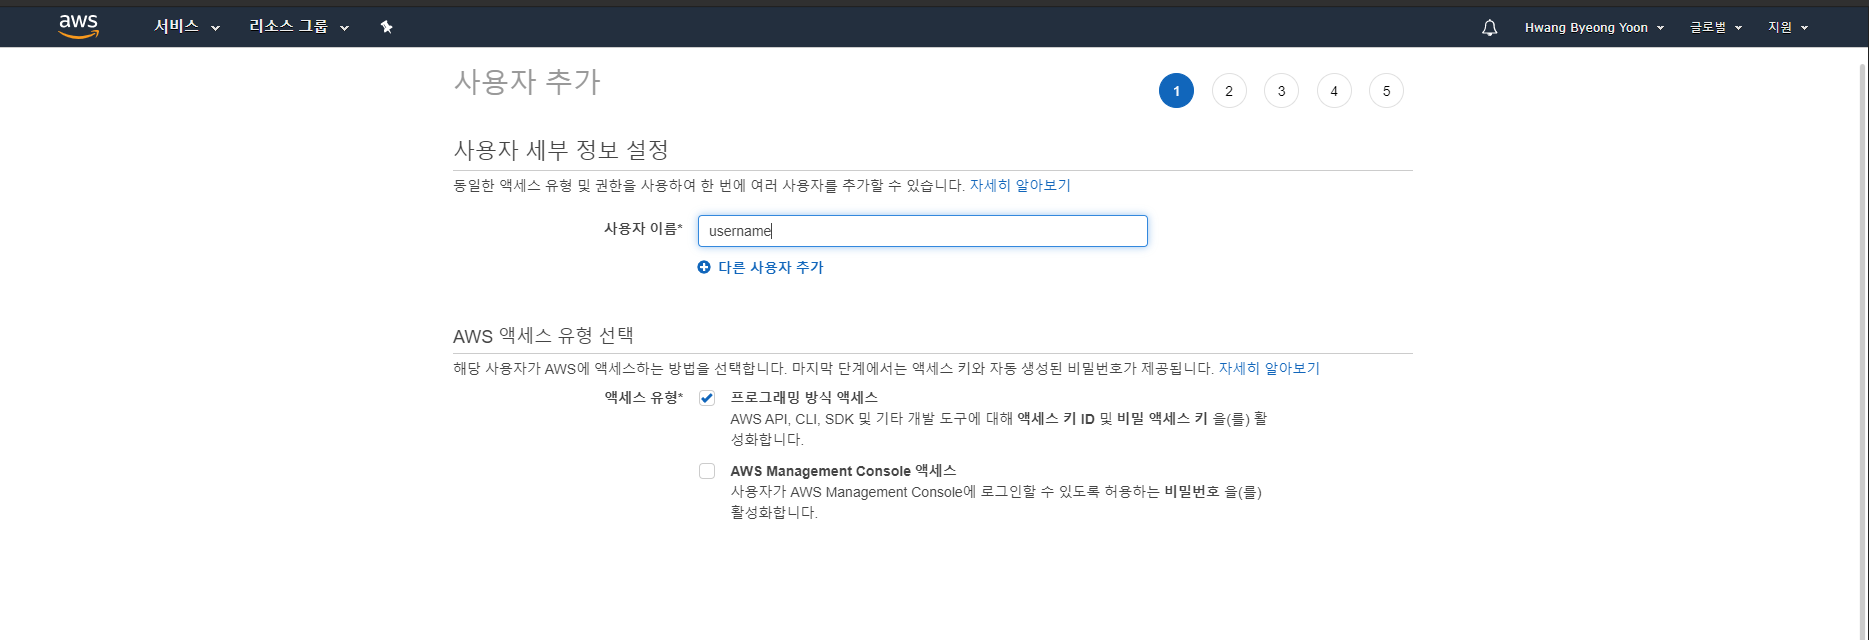 aws 서비스 리소스 그룹 Hwang Byeong Yoon 글로벌 지원
사용자 추가
1 2 3 4 5
사용자 세부 정보 설정
동일한 액세스 유형 및 권한을 사용하여 한 번에 여러 사용자를 추가할 수 있습니다. 자세히 알아보기
사용자 이름* username
다른 사용자 추가
AWS 액세스 유형 선택
해당 사용자가 AWS에 액세스하는 방법을 선택합니다. 마지막 단계에서는 액세스 키와 자동 생성된 비밀번호가 제공됩니다. 자세히 알아보기
액세스 유형* 프로그래밍 방식 액세스
AWS API, CLI, SDK 및 기타 개발 도구에 대해 액세스 키 ID 및 비밀 액세스 키 을(를) 활
성화합니다.
AWS Management Console 액세스
사용자가 AWS Management Console에 로그인할 수 있도록 허용하는 비밀번호 을(를)
활성화합니다.